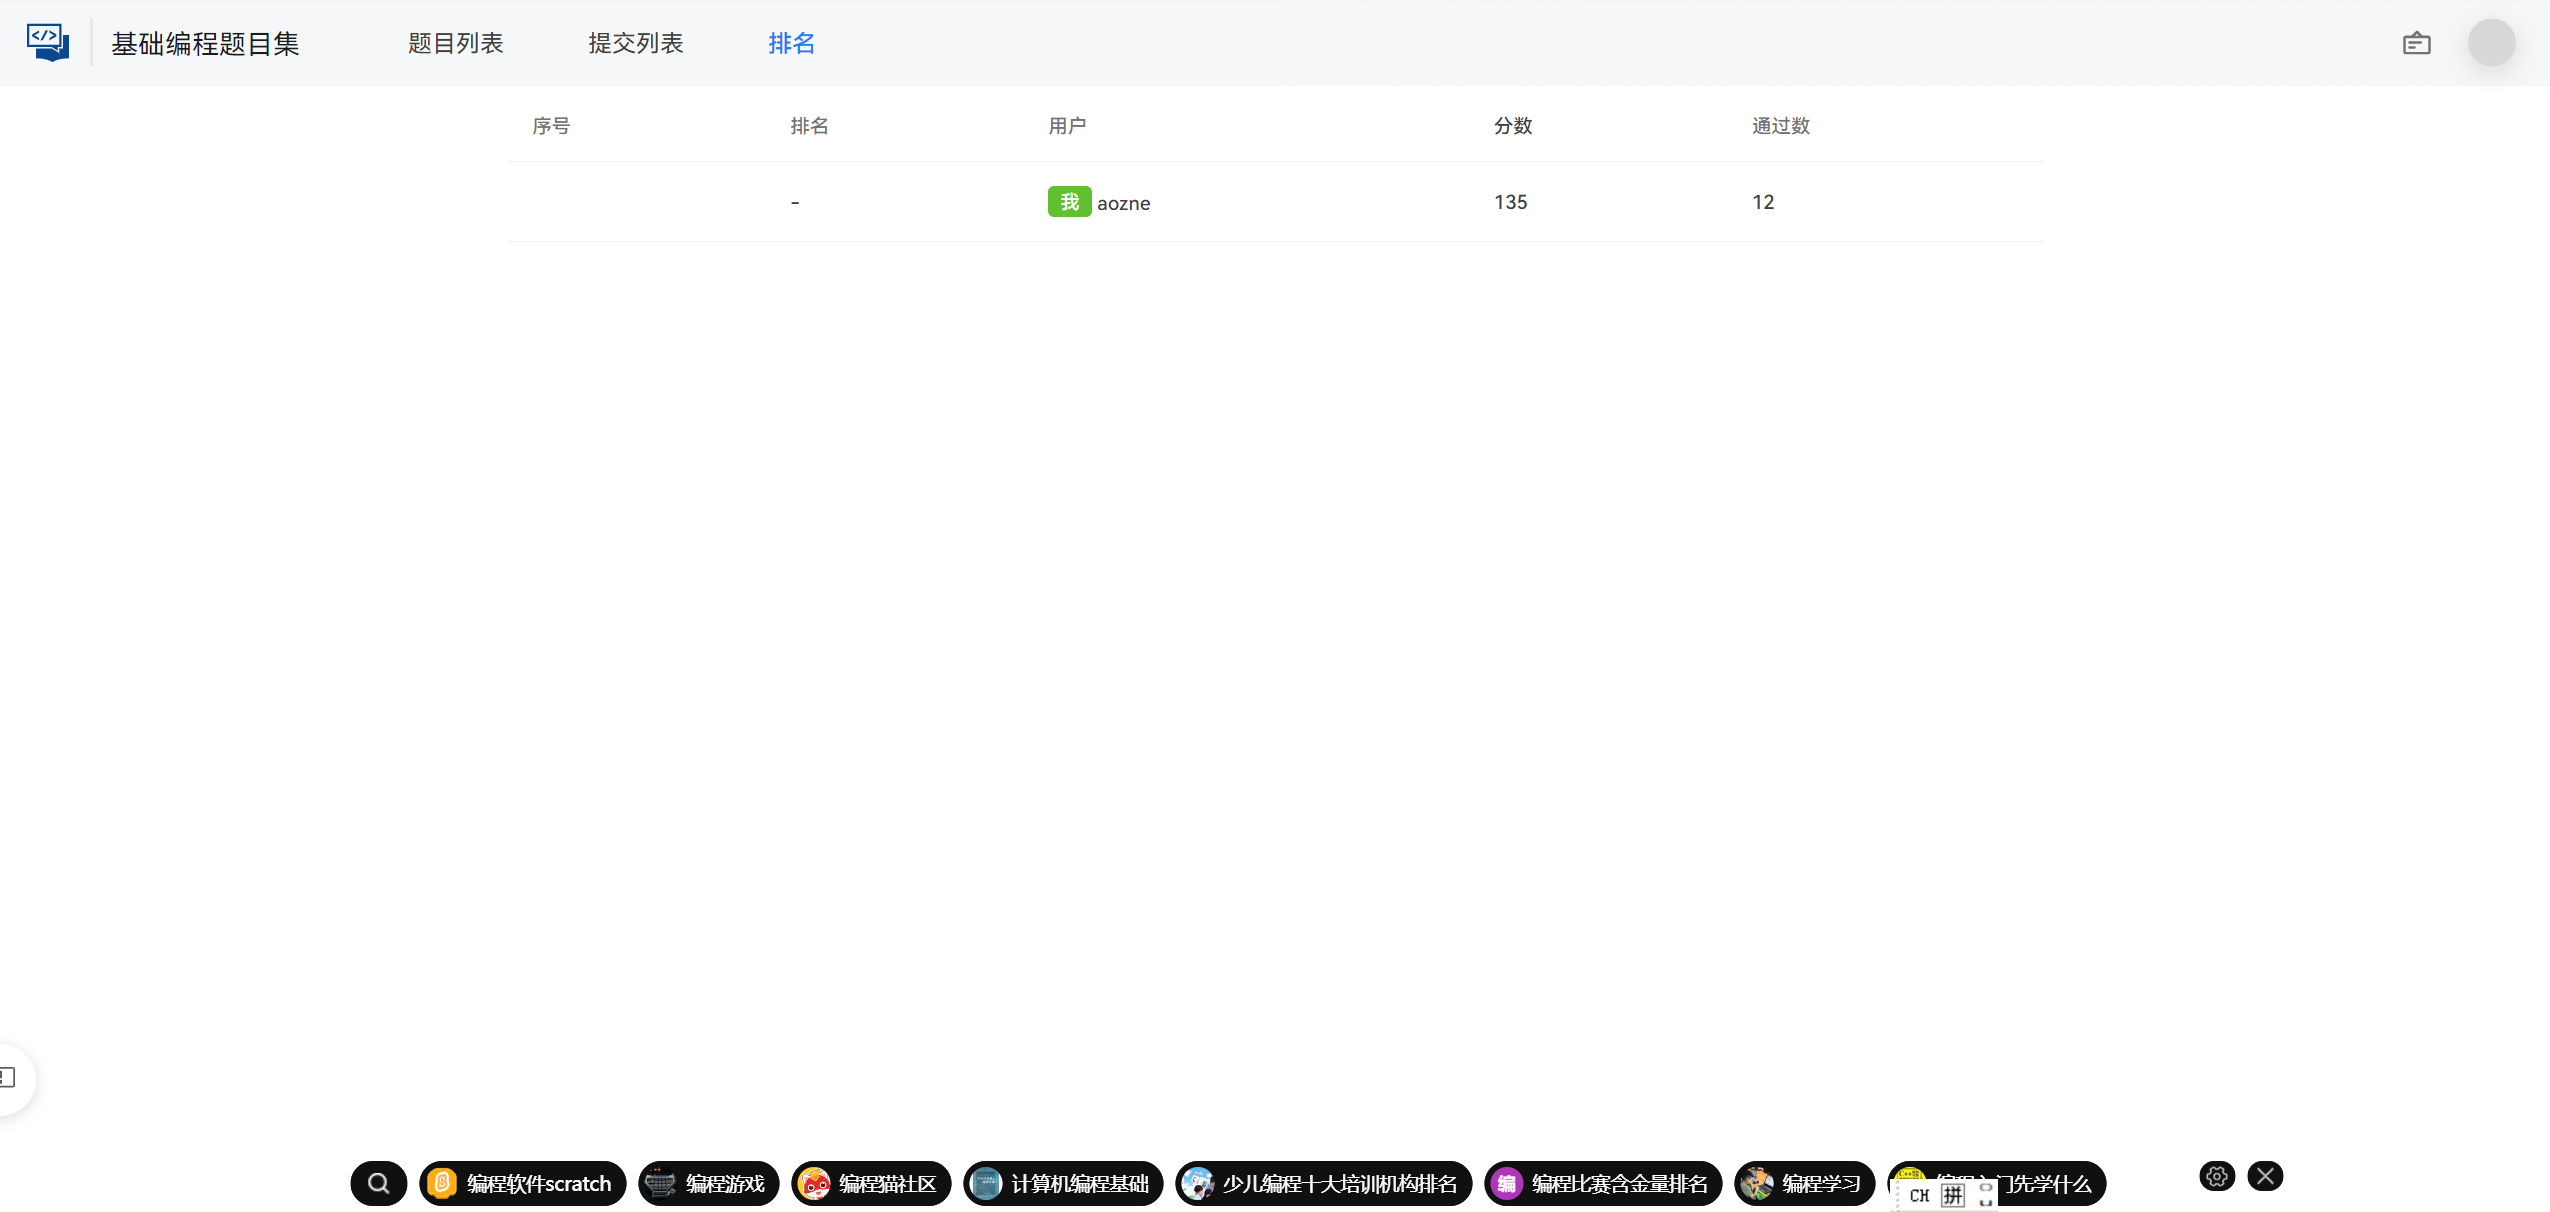 </> 基础编程题目集 题目列表 提交列表 排名
序号 排名 用户 分数 通过数
- 我 aozne 135 12
编程软件scratch 编程游戏 编程猫社区 计算机编程基础 少儿编程十大培训机构排名 编 编程比赛含金量排名 编程学习 门先学什么
CH 拼